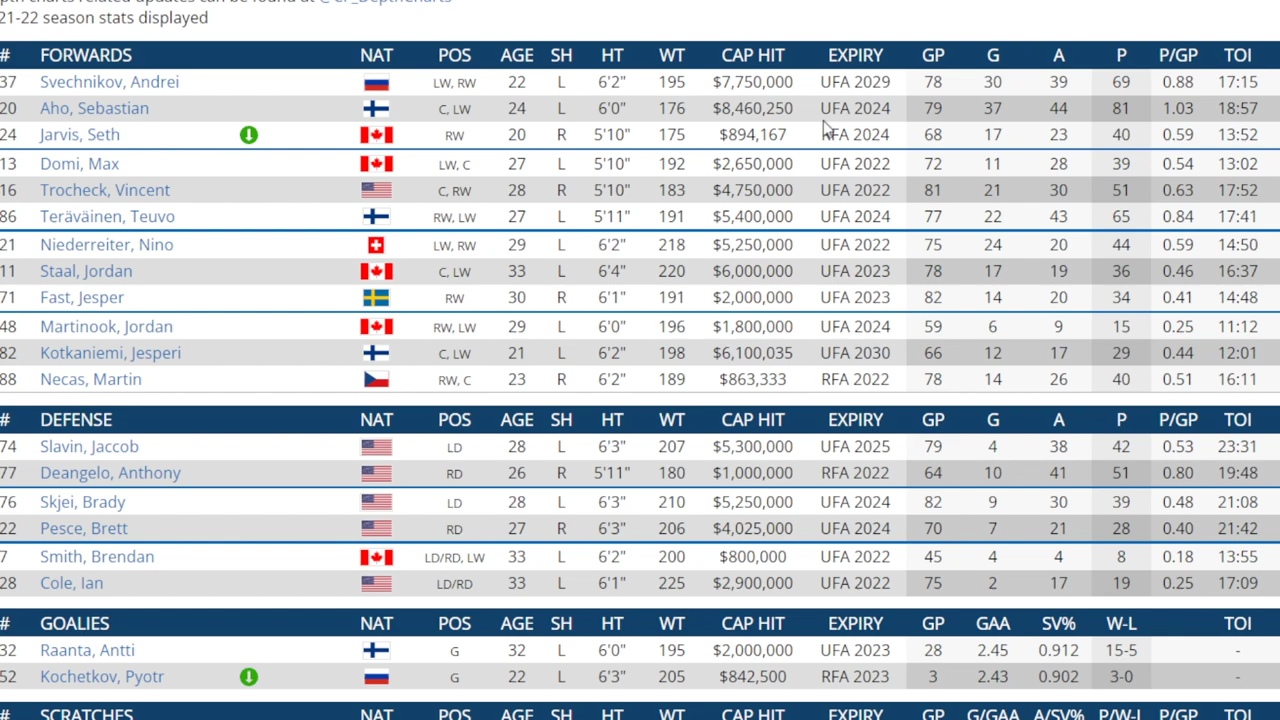 21-22 season stats displayed
# FORWARDS NAT POS AGE SH HT WT CAP HIT EXPIRY GP G A P P/GP TOI
37 Svechnikov, Andrei LW, RW 22 L 6'2" 195 $7,750,000 UFA 2029 78 30 39 69 0.88 17:15
20 Aho, Sebastian C, LW 24 L 6'0" 176 $8,460,250 UFA 2024 79 37 44 81 1.03 18:57
24 Jarvis, Seth RW 20 R 5'10" 175 $894,167 2024 68 17 23 40 0.59 13:52
13 Domi, Max LW, C 27 L 5'10" 192 $2,650,000 UFA 2022 72 11 28 39 0.54 13:02
16 Trocheck, Vincent C, RW 28 R 5'10" 183 $4,750,000 UFA 2022 81 21 30 51 0.63 17:52
86 Teräväinen, Teuvo RW, LW 27 L 5'11" 191 $5,400,000 UFA 2024 77 22 43 65 0.84 17:41
21 Niederreiter, Nino LW, RW 29 L 6'2" 218 $5,250,000 UFA 2022 75 24 20 44 0.59 14:50
11 Staal, Jordan C, LW 33 L 6'4" 220 $6,000,000 UFA 2023 78 17 19 36 0.46 16:37
71 Fast, Jesper RW 30 R 6'1" 191 $2,000,000 UFA 2023 82 14 20 34 0.41 14:48
48 Martinook, Jordan RW, LW 29 L 6'0" 196 $1,800,000 UFA 2024 59 6 9 15 0.25 11:12
82 Kotkaniemi, Jesperi C, LW 21 L 6'2" 198 $6,100,035 UFA 2030 66 12 17 29 0.44 12:01
88 Necas, Martin RW, C 23 R 6'2" 189 $863,333 RFA 2022 78 14 26 40 0.51 16:11
# DEFENSE NAT POS AGE SH HT WT CAP HIT EXPIRY GP G A P P/GP TOI
74 Slavin, Jaccob LD 28 L 6'3" 207 $5,300,000 UFA 2025 79 4 38 42 0.53 23:31
77 Deangelo, Anthony RD 26 R 5'11" 180 $1,000,000 RFA 2022 64 10 41 51 0.80 19:48
76 Skjei, Brady LD 28 L 6'3" 210 $5,250,000 UFA 2024 82 9 30 39 0.48 21:08
22 Pesce, Brett RD 27 R 6'3" 206 $4,025,000 UFA 2024 70 7 21 28 0.40 21:42
7 Smith, Brendan LD/RD, LW 33 L 6'2" 200 $800,000 UFA 2022 45 4 4 8 0.18 13:55
28 Cole, Ian LD/RD 33 L 6'1" 225 $2,900,000 UFA 2022 75 2 17 19 0.25 17:09
# GOALIES NAT POS AGE SH HT WT CAP HIT EXPIRY GP GAA SV% W-L TOI
32 Raanta, Antti G 32 L 6'0" 195 $2,000,000 UFA 2023 28 2.45 0.912 15-5 -
52 Kochetkov, Pyotr G 22 L 6'3" 205 $842,500 RFA 2023 3 2.43 0.902 3-0 -
# SCRATCHES NAT POS AGE SH HT WT CAP HIT EXPIRY GP G/GAA A/SV% P/W-L TOI